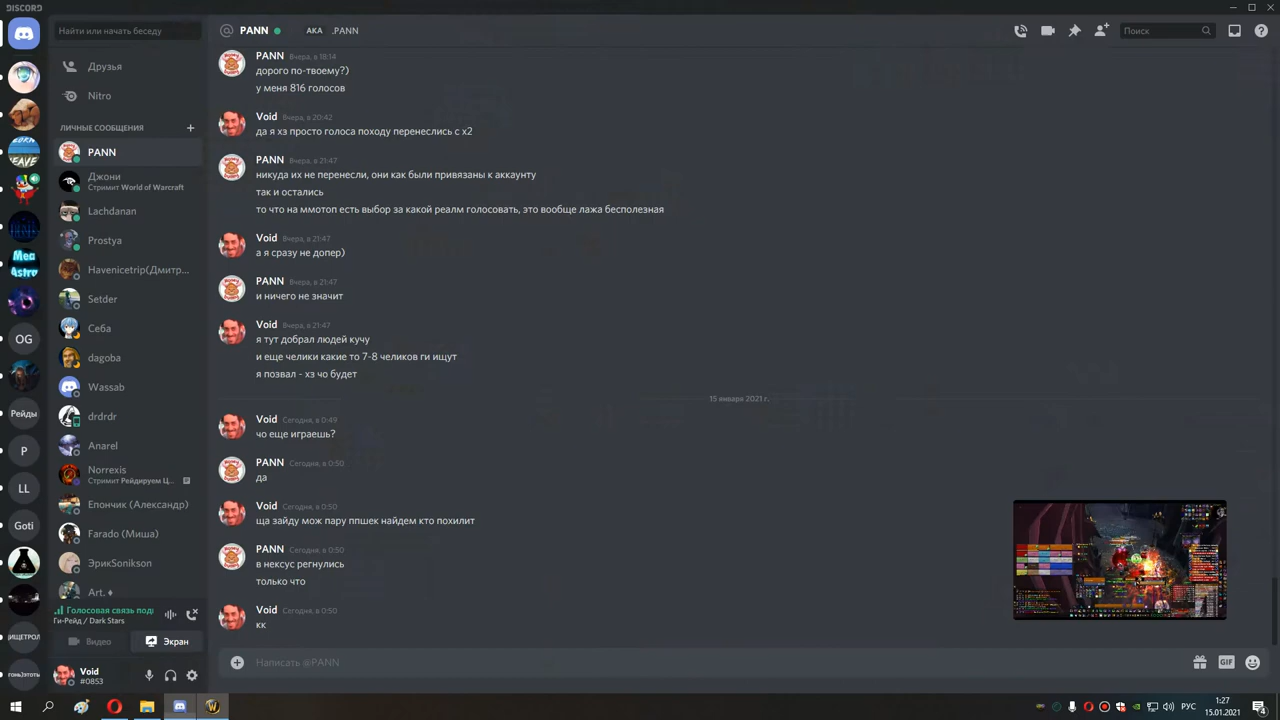 DISCORD
Найти или начать беседу
@ PANN
AKA .PANN
Поиск
Друзья
Nitro
ЛИЧНЫЕ СООБЩЕНИЯ
PANN
Джони
Стримит World of Warcraft
Lachdanan
Prostya
Havenicetrip(Дмитр...
Setder
Себа
dagoba
Wassab
drdrdr
Anarel
Norrexis
Стримит Рейдируем Ц...
Епончик (Александр)
Farado (Миша)
ЭрикSonikson
Art. ♦
OG
Рейды
P
LL
Goti
Голосовая связь под
Ги-Рейд / Dark Stars
Видео
Экран
Void
#0853
PANN Вчера, в 18:14
дорого по-твоему?)
у меня 816 голосов
Void Вчера, в 20:42
да я хз просто голоса походу перенеслись с х2
PANN Вчера, в 21:47
никуда их не перенесли, они как были привязаны к аккаунту
так и остались
то что на ммотоп есть выбор за какой реалм голосовать, это вообще лажа бесполезная
Void Вчера, в 21:47
а я сразу не допер)
PANN Вчера, в 21:47
и ничего не значит
Void Вчера, в 21:47
я тут добрал людей кучу
и еще челики какие то 7-8 челиков ги ищут
я позвал - хз чо будет
15 января 2021 г.
Void Сегодня, в 0:49
чо еще играешь?
PANN Сегодня, в 0:50
да
Void Сегодня, в 0:50
ща зайду мож пару ппшек найдем кто похилит
PANN Сегодня, в 0:50
в нексус регнулись
только что
Void Сегодня, в 0:50
кк
Написать @PANN
GIF
РУС
1:27
15.01.2021